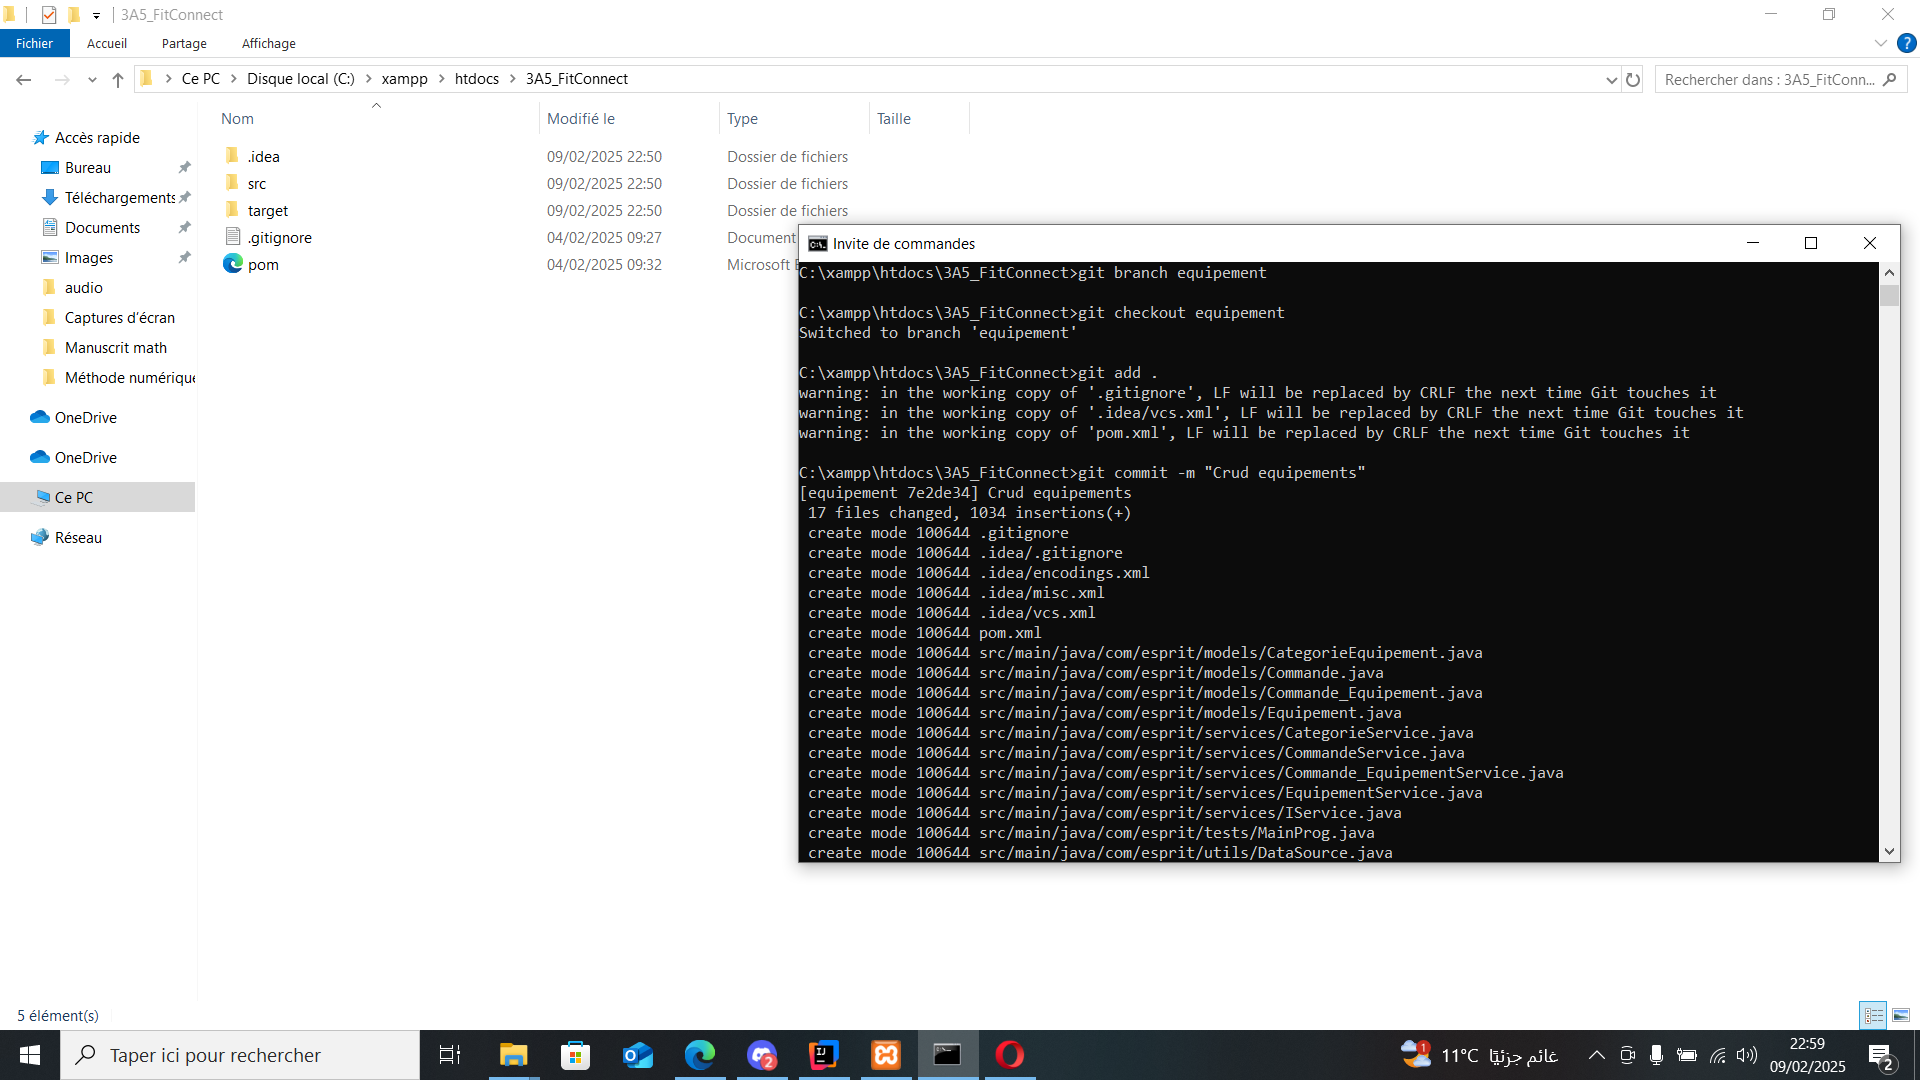 3A5_FitConnect
Fichier
Accueil
Partage
Affichage
Ce PC
Disque local (C:)
xampp
htdocs
3A5_FitConnect
Rechercher dans : 3A5_FitConn...
Nom
Modifié le
Type
Taille
Accès rapide
Bureau
Téléchargements
Documents
Images
audio
Captures d’écran
Manuscrit math
Méthode numérique
OneDrive
OneDrive
Ce PC
Réseau
.idea 09/02/2025 22:50 Dossier de fichiers
src 09/02/2025 22:50 Dossier de fichiers
target 09/02/2025 22:50 Dossier de fichiers
.gitignore 04/02/2025 09:27 Document
pom 04/02/2025 09:32 Microsoft
Invite de commandes
C:\xampp\htdocs\3A5_FitConnect>git branch equipement
C:\xampp\htdocs\3A5_FitConnect>git checkout equipement
Switched to branch 'equipement'
C:\xampp\htdocs\3A5_FitConnect>git add .
warning: in the working copy of '.gitignore', LF will be replaced by CRLF the next time Git touches it
warning: in the working copy of '.idea/vcs.xml', LF will be replaced by CRLF the next time Git touches it
warning: in the working copy of 'pom.xml', LF will be replaced by CRLF the next time Git touches it
C:\xampp\htdocs\3A5_FitConnect>git commit -m "Crud equipements"
[equipement 7e2de34] Crud equipements
17 files changed, 1034 insertions(+)
create mode 100644 .gitignore
create mode 100644 .idea/.gitignore
create mode 100644 .idea/encodings.xml
create mode 100644 .idea/misc.xml
create mode 100644 .idea/vcs.xml
create mode 100644 pom.xml
create mode 100644 src/main/java/com/esprit/models/CategorieEquipement.java
create mode 100644 src/main/java/com/esprit/models/Commande.java
create mode 100644 src/main/java/com/esprit/models/Commande_Equipement.java
create mode 100644 src/main/java/com/esprit/models/Equipement.java
create mode 100644 src/main/java/com/esprit/services/CategorieService.java
create mode 100644 src/main/java/com/esprit/services/CommandeService.java
create mode 100644 src/main/java/com/esprit/services/Commande_EquipementService.java
create mode 100644 src/main/java/com/esprit/services/EquipementService.java
create mode 100644 src/main/java/com/esprit/services/IService.java
create mode 100644 src/main/java/com/esprit/tests/MainProg.java
create mode 100644 src/main/java/com/esprit/utils/DataSource.java
5 élément(s)
Taper ici pour rechercher
2
1
11°C غائم جزئيًا
22:59
09/02/2025
2